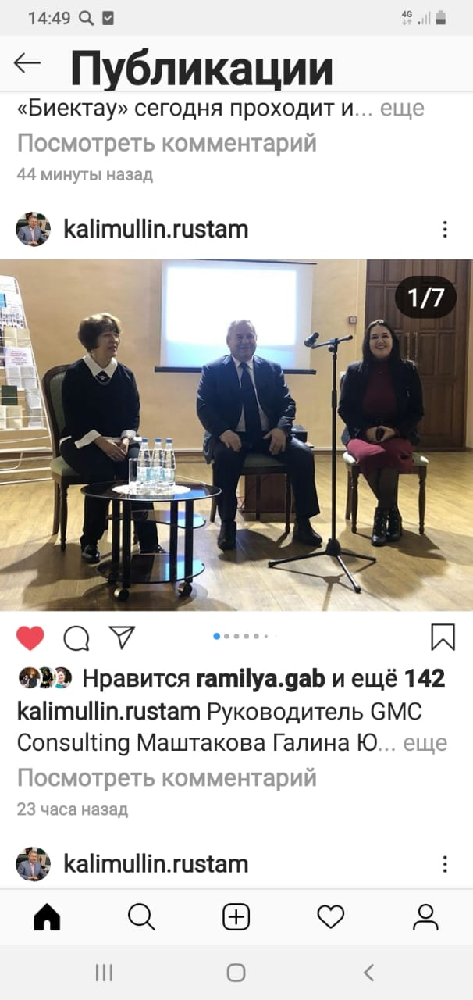 14:49
4G
Публикации
«Биектау» сегодня проходит и... еще
Посмотреть комментарий
44 минуты назад
kalimullin.rustam
1/7
Нравится ramilya.gab и ещё 142
kalimullin.rustam Руководитель GMC
Consulting Маштакова Галина Ю... еще
Посмотреть комментарий
23 часа назад
kalimullin.rustam